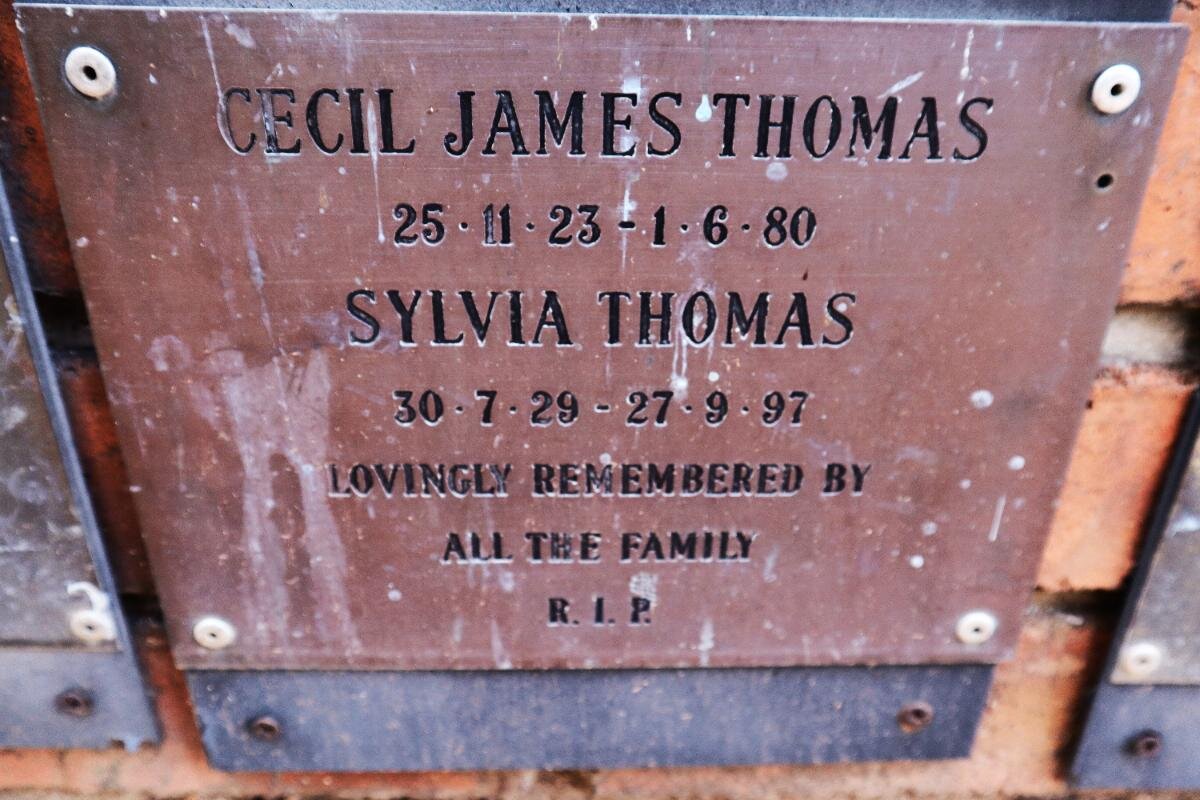 CECIL JAMES THOMAS
25·11·23-1·6·80
SYLVIA THOMAS
30·7·29-27·9·97
LOVINGLY REMEMBERED BY
ALL THE FAMILY
R. I. P.